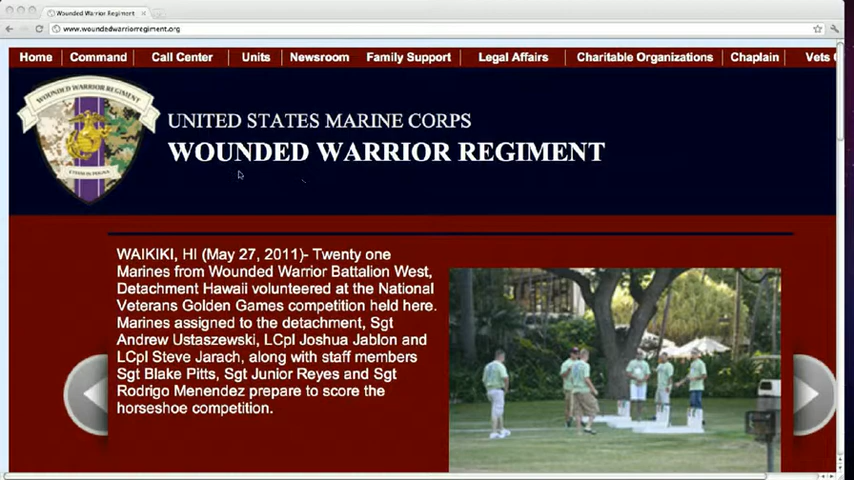 Wounded Warrior Regiment
www.woundedwarriorregiment.org
Home Command Call Center Units Newsroom Family Support Legal Affairs Charitable Organizations Chaplain Vets
WOUNDED WARRIOR REGIMENT
UNITED STATES MARINE CORPS
WOUNDED WARRIOR REGIMENT
WAIKIKI, HI (May 27, 2011)- Twenty one
Marines from Wounded Warrior Battalion West,
Detachment Hawaii volunteered at the National
Veterans Golden Games competition held here.
Marines assigned to the detachment, Sgt
Andrew Ustaszewski, LCpl Joshua Jablon and
LCpl Steve Jarach, along with staff members
Sgt Blake Pitts, Sgt Junior Reyes and Sgt
Rodrigo Menendez prepare to score the
horseshoe competition.